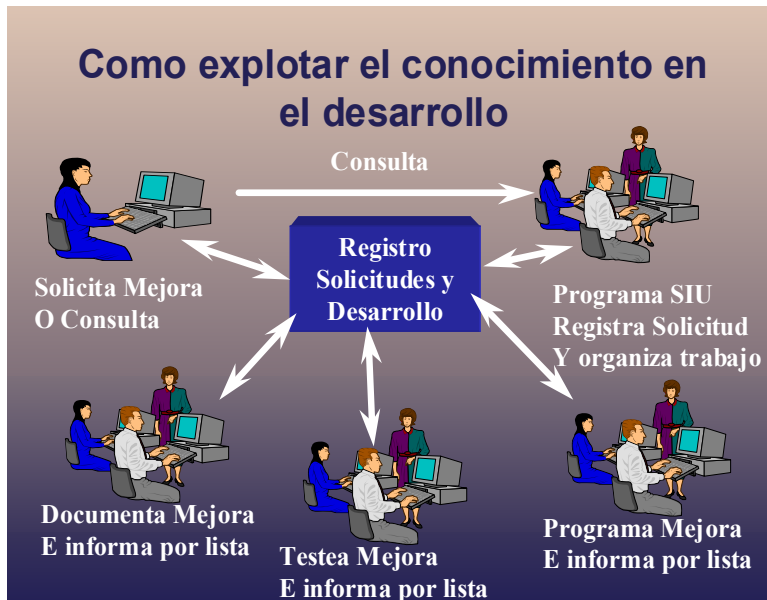 Como explotar el conocimiento en
el desarrollo
Consulta
Registro
Solicitudes y
Desarrollo
Solicita Mejora
O Consulta
Programa SIU
Registra Solicitud
Y organiza trabajo
Documenta Mejora
E informa por lista
Testea Mejora
E informa por lista
Programa Mejora
E informa por lista